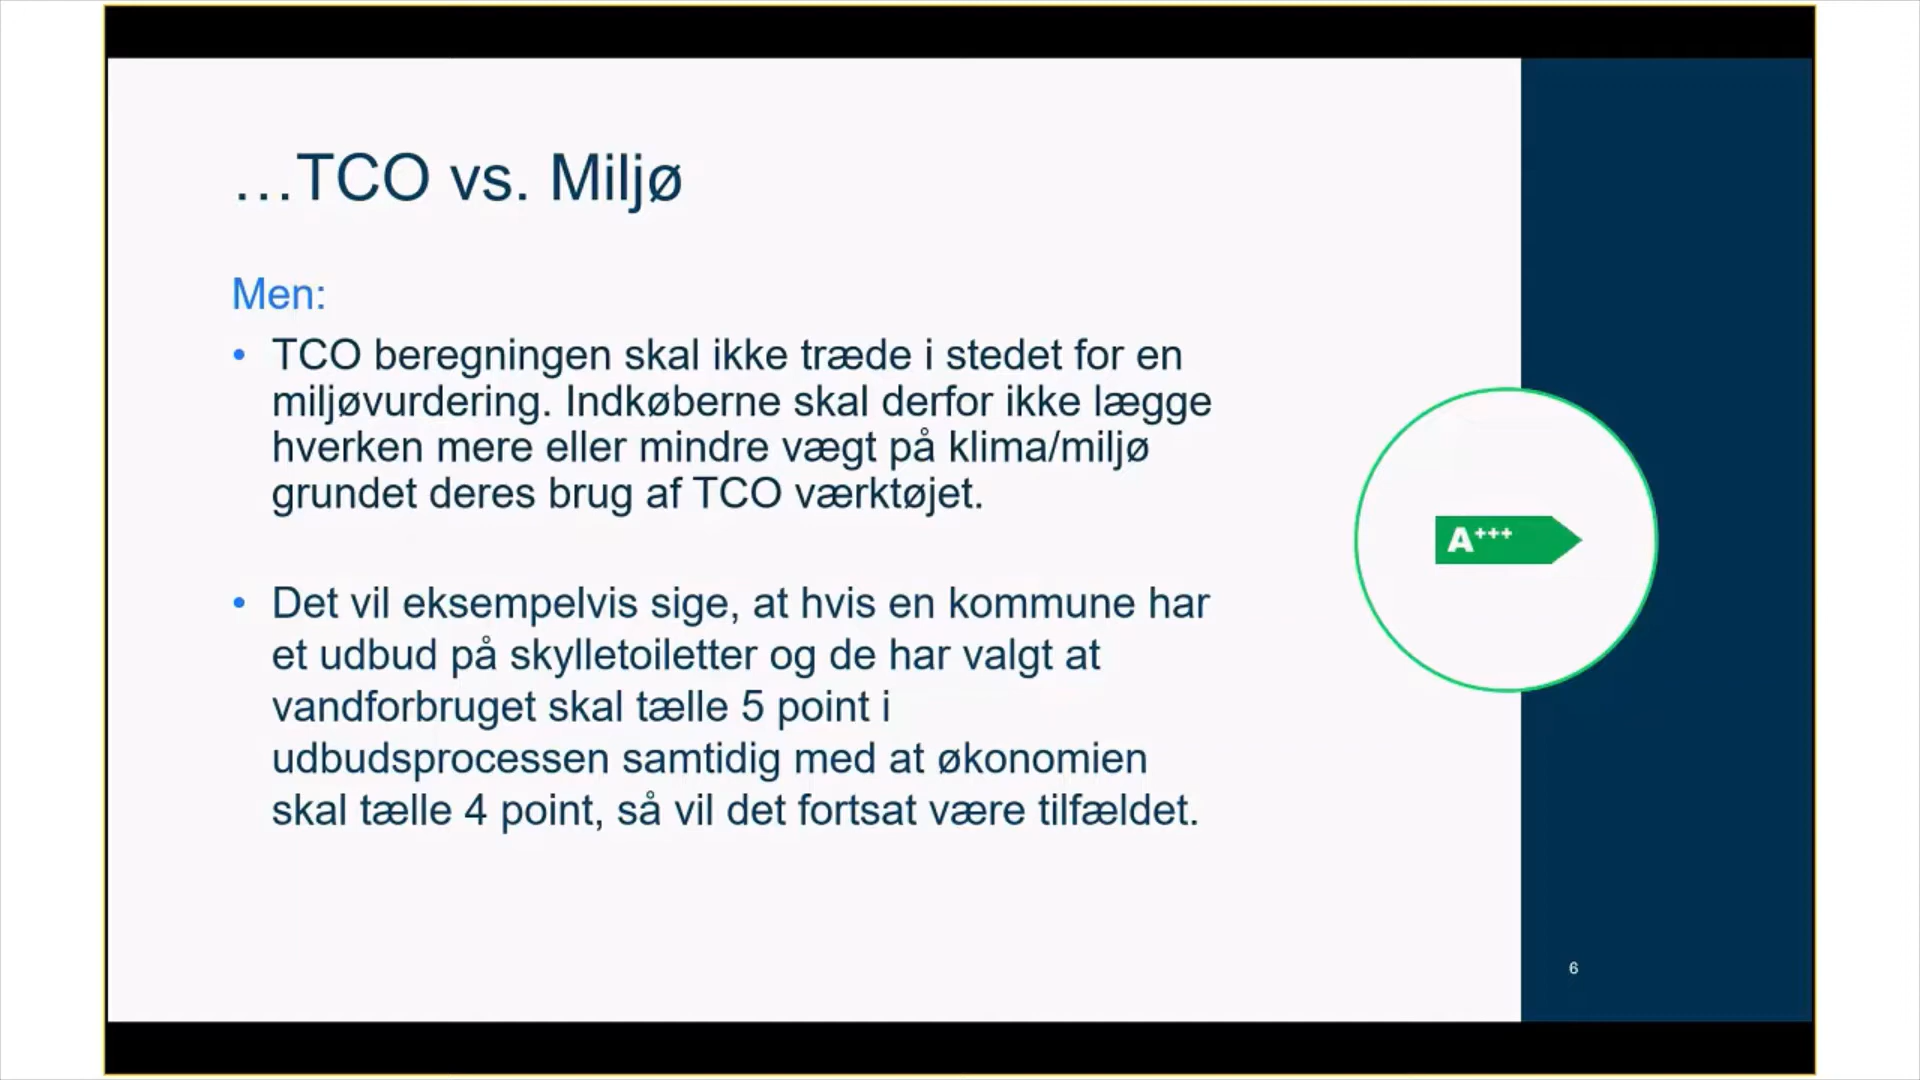 …TCO vs. Miljø
Men:
• TCO beregningen skal ikke træde i stedet for en
miljøvurdering. Indkøberne skal derfor ikke lægge
hverken mere eller mindre vægt på klima/miljø
grundet deres brug af TCO værktøjet.
• Det vil eksempelvis sige, at hvis en kommune har
et udbud på skylletoiletter og de har valgt at
vandforbruget skal tælle 5 point i
udbudsprocessen samtidig med at økonomien
skal tælle 4 point, så vil det fortsat være tilfældet.
A+++
6